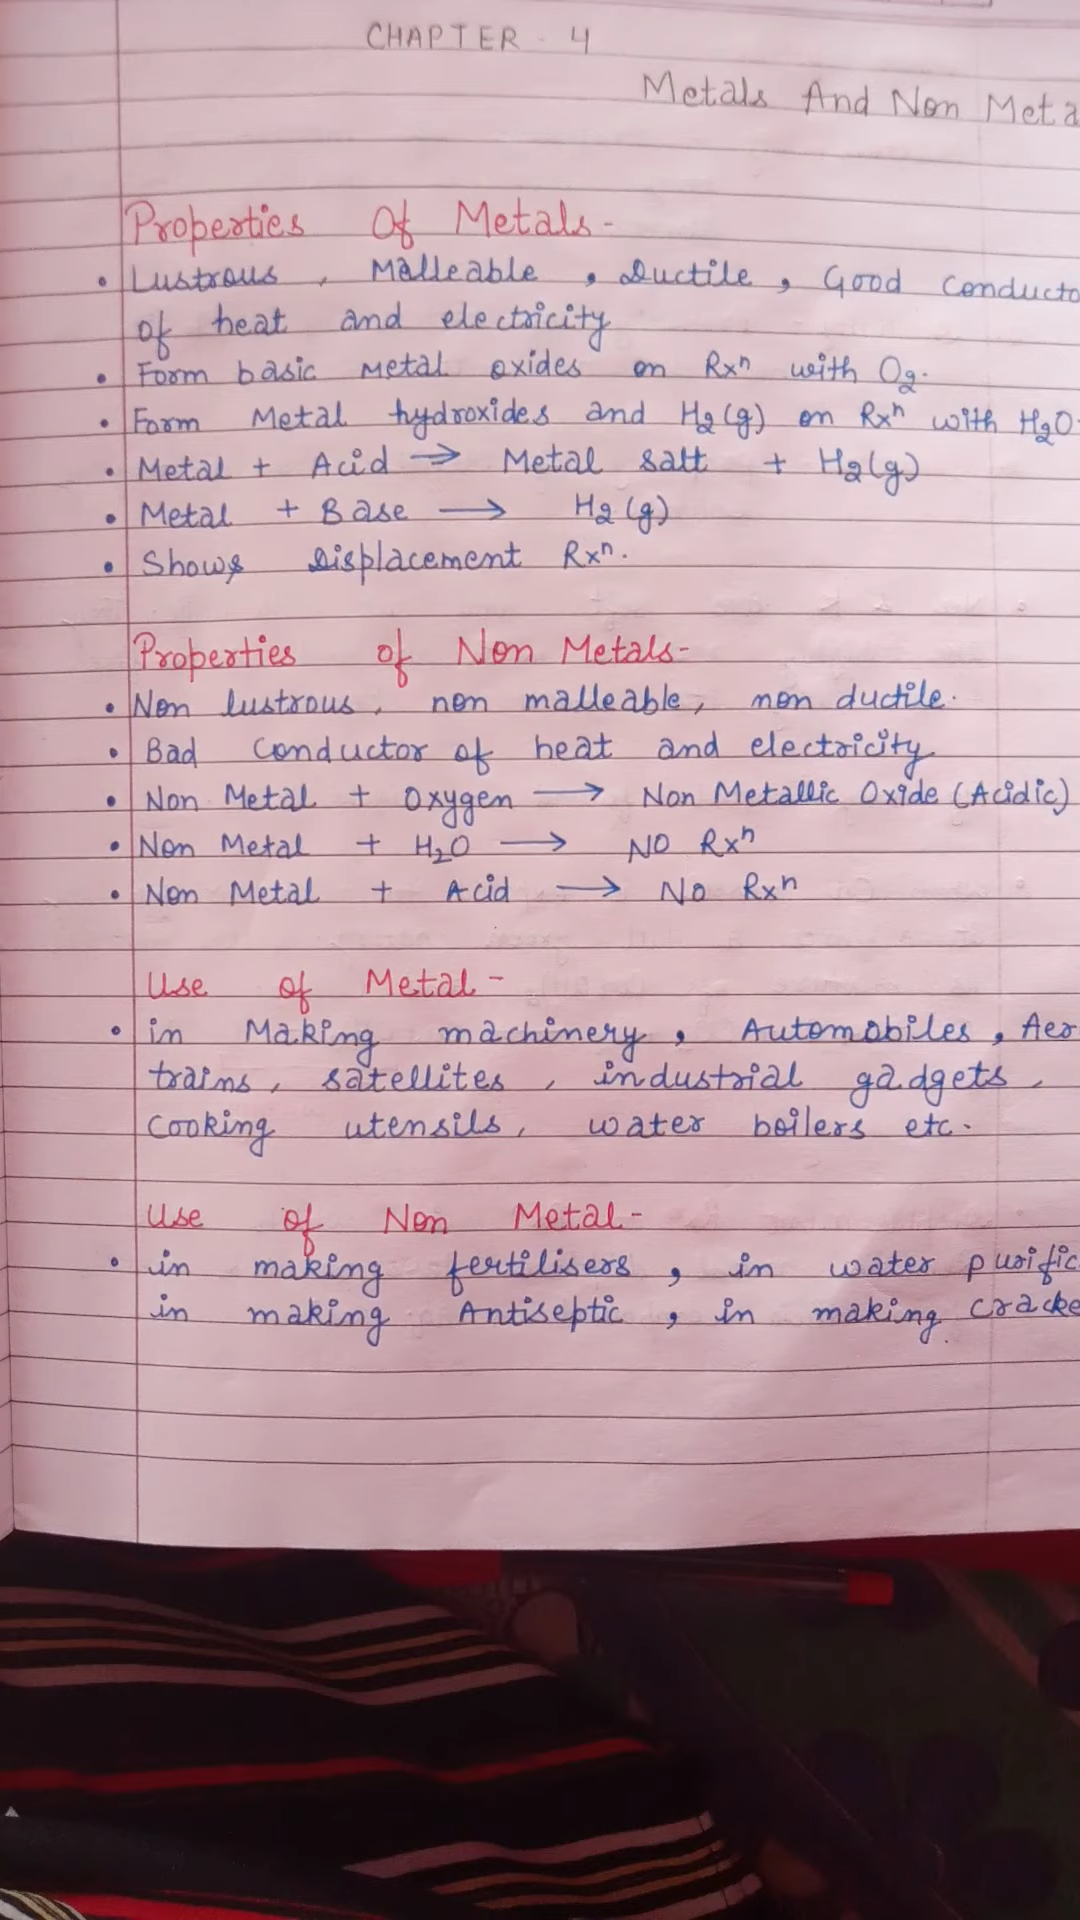 CHAPTER - 4
Metals And Non Meta
Properties Of Metals-
• Lustrous, Malleable, Ductile, Good Conducto
of heat and electricity
• Form basic Metal oxides on Rxⁿ with O₂.
• Form Metal hydroxides and H₂(g) on Rxⁿ with H₂O.
• Metal + Acid → Metal salt + H₂(g)
• Metal + Base → H₂(g)
• Shows Displacement Rxⁿ.
Properties of Non Metals-
• Non lustrous, non malleable, non ductile.
• Bad Conductor of heat and electricity
• Non Metal + Oxygen → Non Metallic Oxide (Acidic)
• Non Metal + H₂O → NO Rxⁿ
• Non Metal + Acid → No Rxⁿ
Use of Metal-
• in Making machinery, Automobiles, Aer
trains, satellites, industrial gadgets,
Cooking utensils, water boilers etc.
Use of Non Metal-
• in making fertilisers, in water purific
in making Antiseptic, in making Cracke